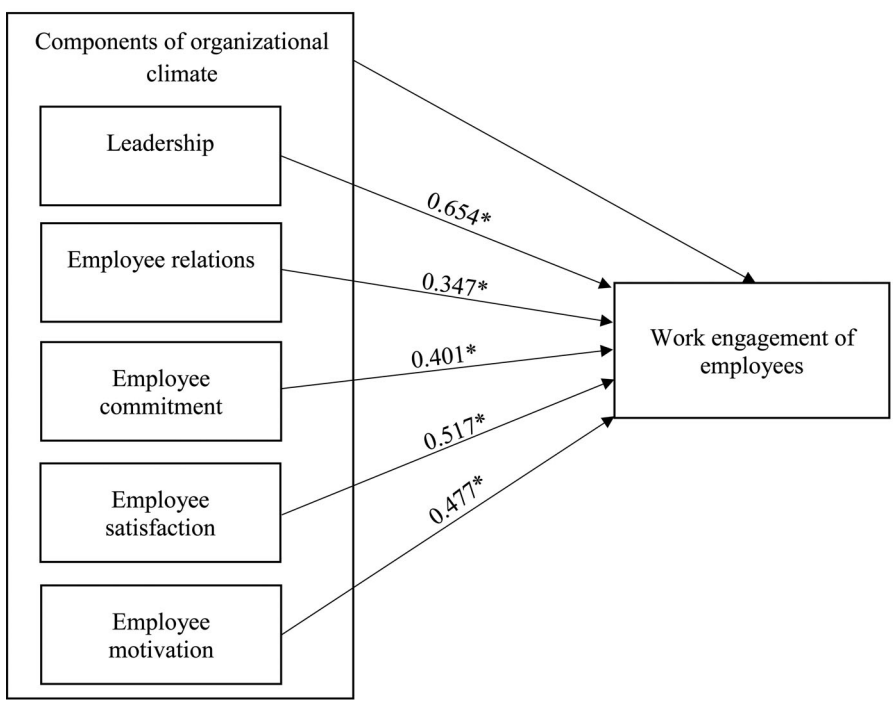 Components of organizational
climate
Leadership
0.654*
Employee relations
0.347*
Work engagement of
employees
Employee
commitment
0.401*
Employee
satisfaction
0.517*
Employee
motivation
0.477*